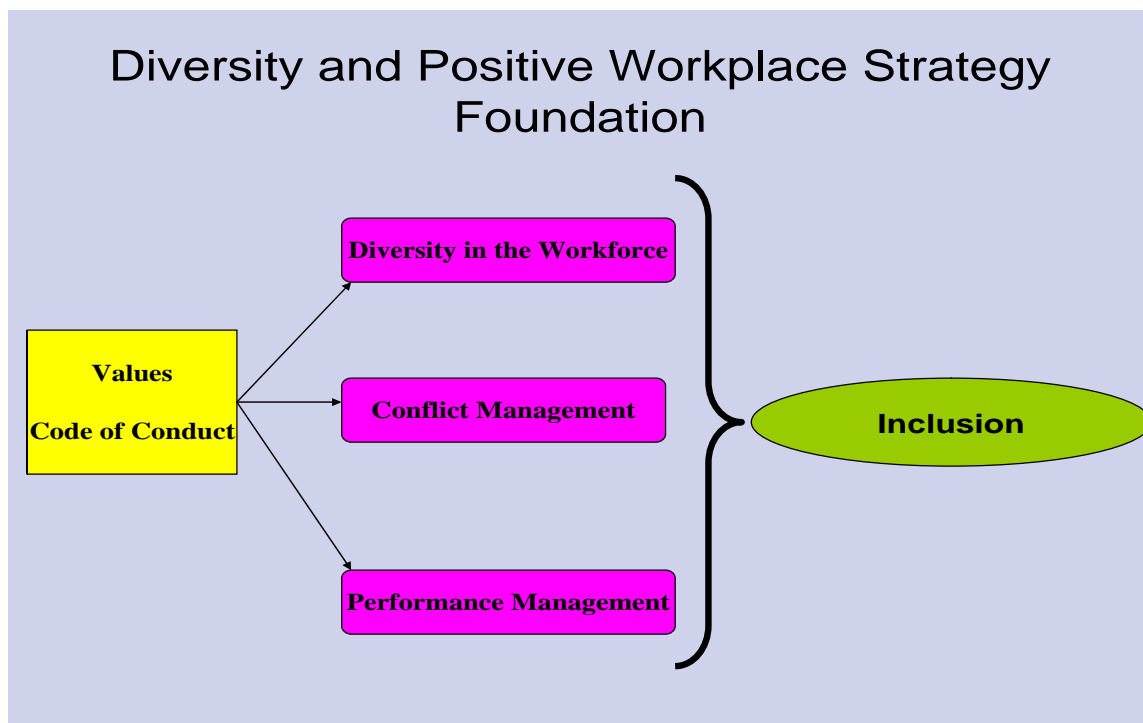 Diversity and Positive Workplace Strategy
Foundation
Diversity in the Workforce
Values
Code of Conduct
Conflict Management
Inclusion
Performance Management